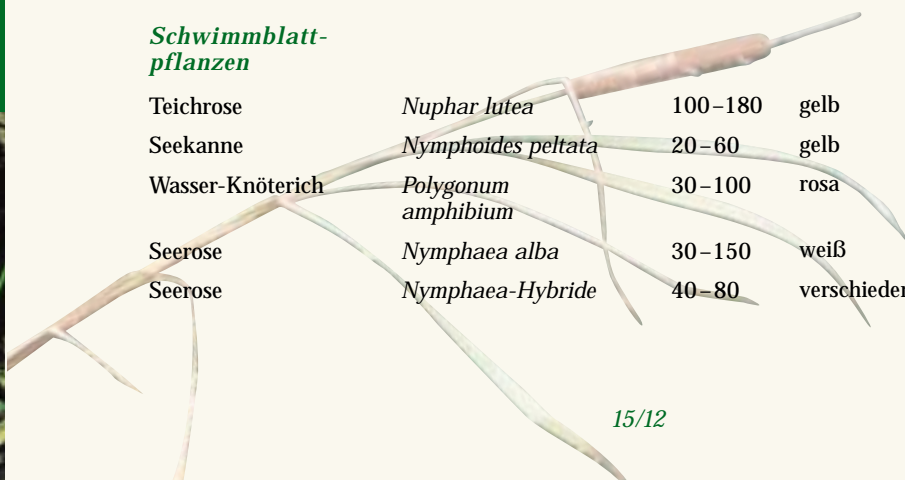 Schwimmblatt-
pflanzen
Teichrose Nuphar lutea 100–180 gelb
Seekanne Nymphoides peltata 20–60 gelb
Wasser-Knöterich Polygonum 30–100 rosa
amphibium
Seerose Nymphaea alba 30–150 weiß
Seerose Nymphaea-Hybride 40–80
15/12